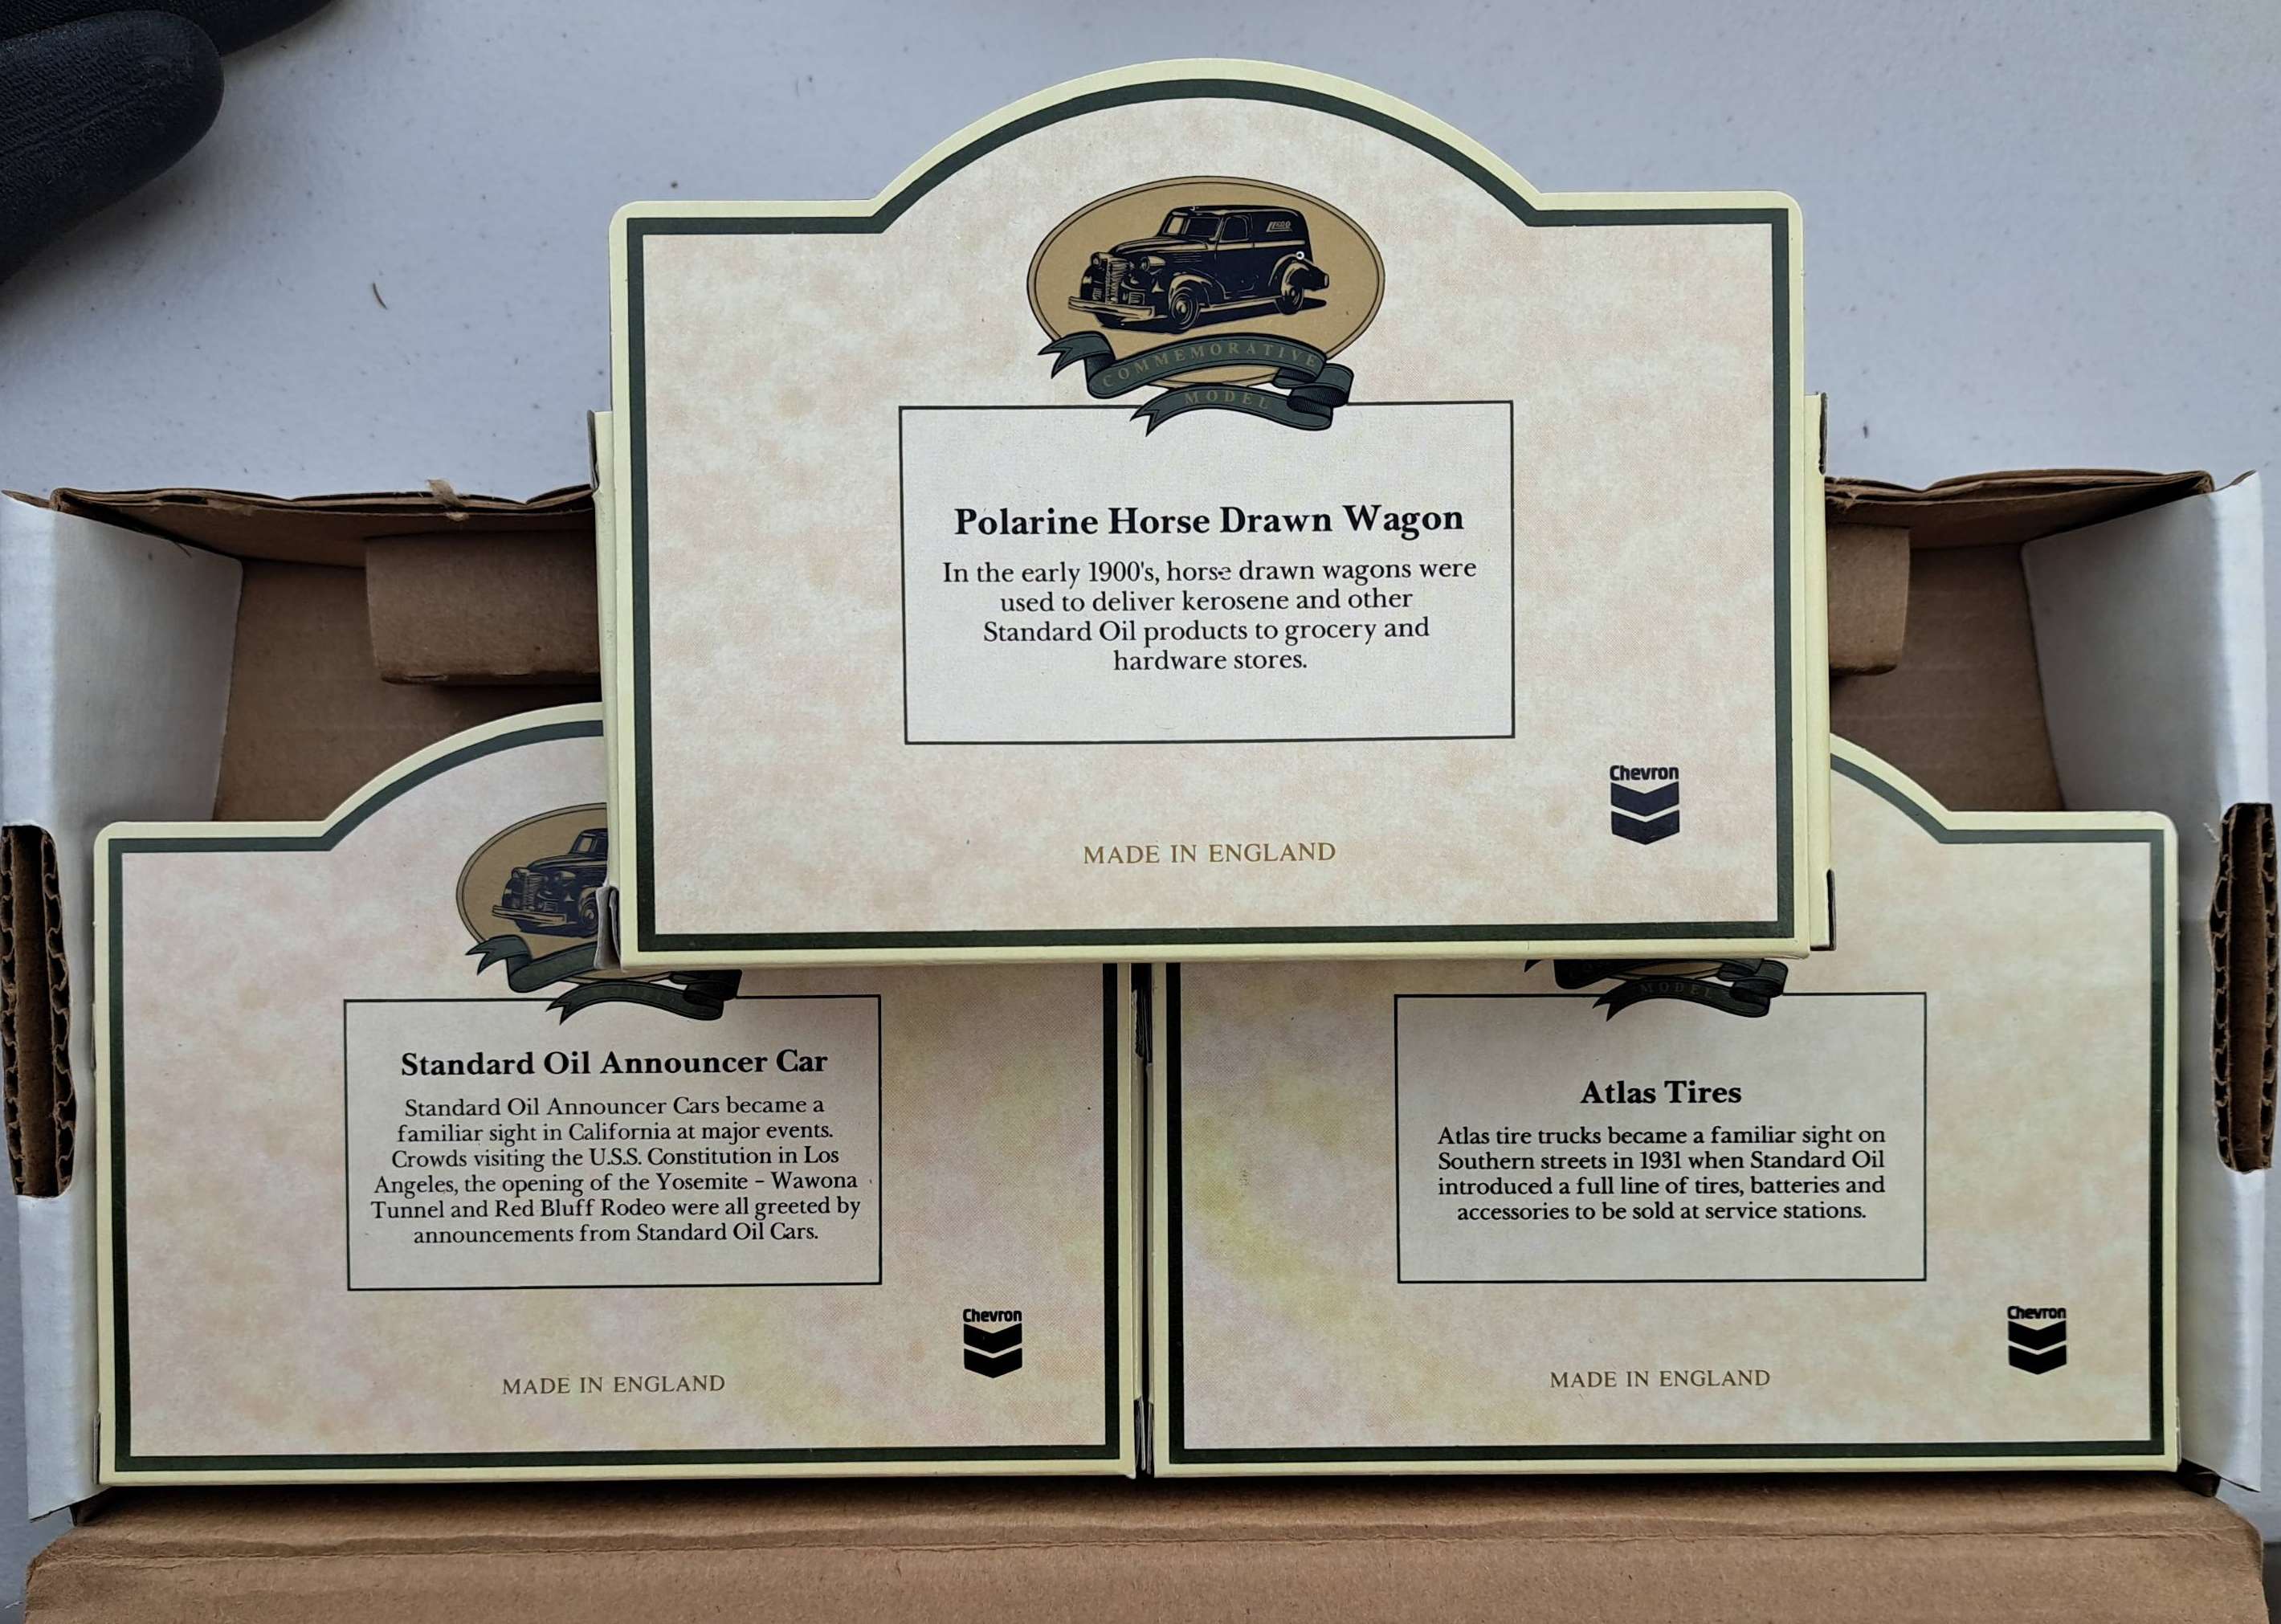 LEDO
COMMEMORATIVE
MODEL
Polarine Horse Drawn Wagon
In the early 1900's, horse drawn wagons were
used to deliver kerosene and other
Standard Oil products to grocery and
hardware stores.
Chevron
MADE IN ENGLAND
Standard Oil Announcer Car
Standard Oil Announcer Cars became a
familiar sight in California at major events.
Crowds visiting the U.S.S. Constitution in Los
Angeles, the opening of the Yosemite – Wawona
Tunnel and Red Bluff Rodeo were all greeted by
announcements from Standard Oil Cars.
Chevron
MADE IN ENGLAND
MODEL
Atlas Tires
Atlas tire trucks became a familiar sight on
Southern streets in 1931 when Standard Oil
introduced a full line of tires, batteries and
accessories to be sold at service stations.
Chevron
MADE IN ENGLAND